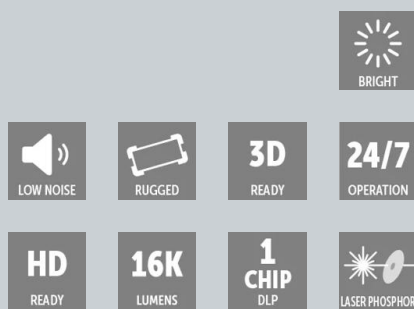 BRIGHT
LOW NOISE
RUGGED
3D
READY
24/7
OPERATION
HD
READY
16K
LUMENS
1
CHIP
DLP
LASER PHOSPHOR